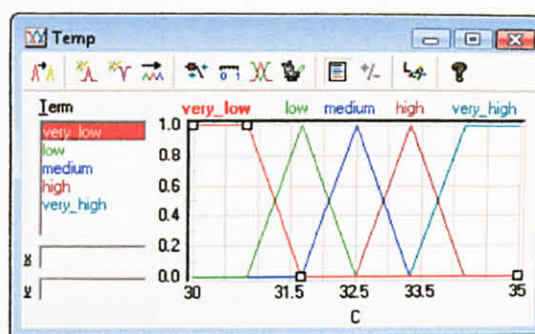 Temp
Term
very_low
low
medium
high
very_high
x
y
very_low low medium high very_high
1.0
0.8
0.6
0.4
0.2
0.0
30 31.5 32.5 33.5 35
C